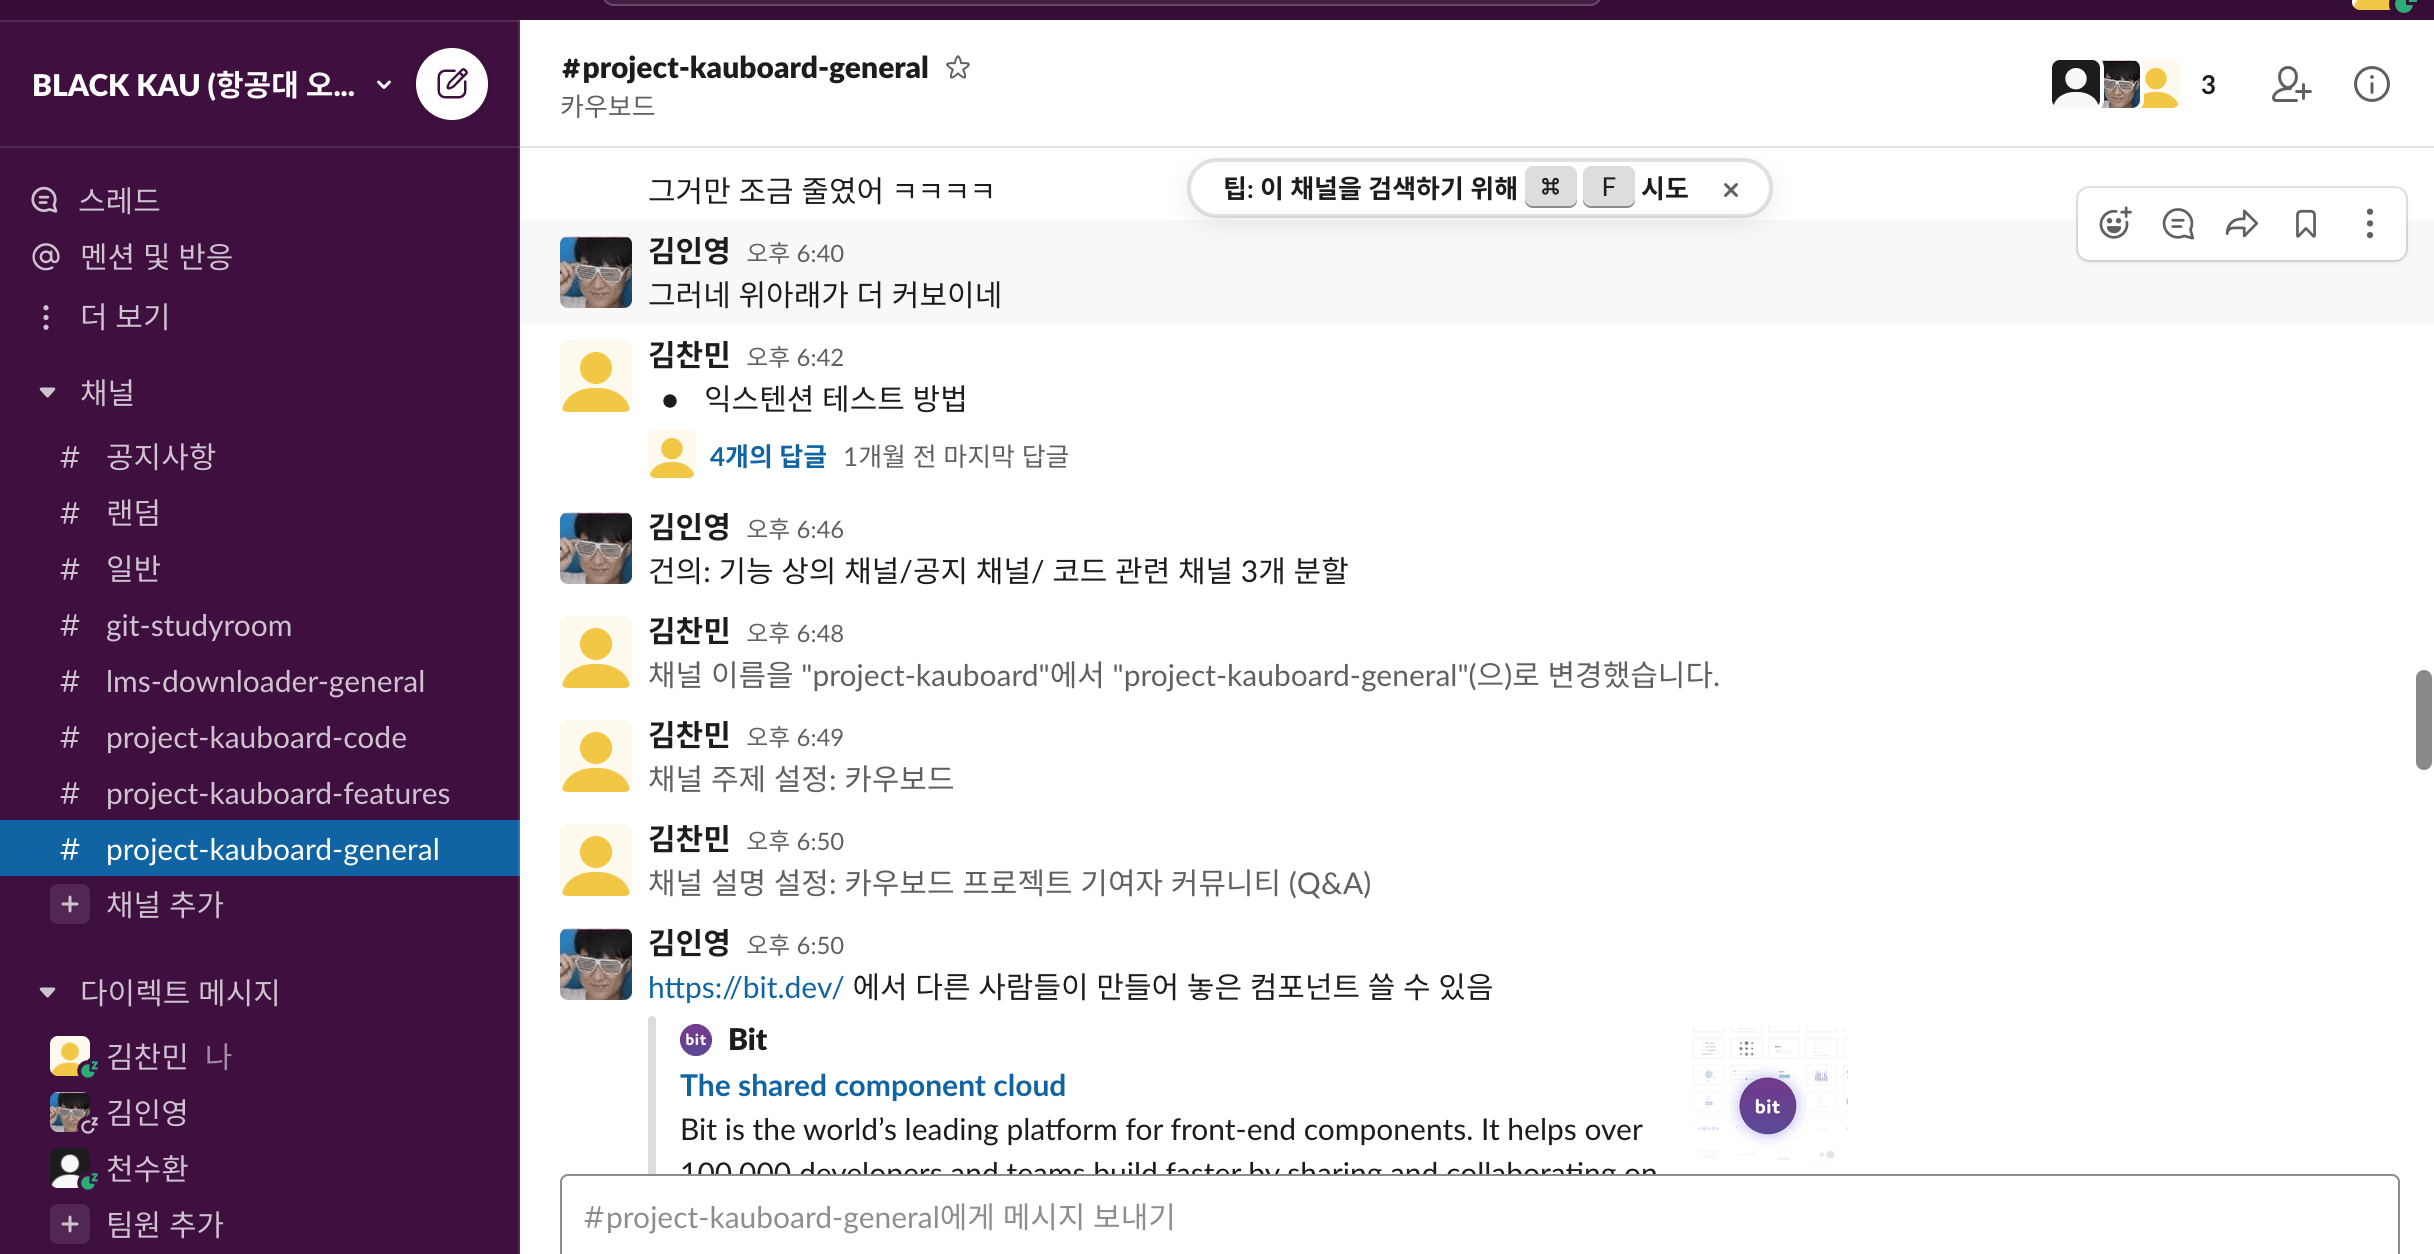 BLACK KAU (항공대 오...
스레드
멘션 및 반응
더 보기
채널
# 공지사항
# 랜덤
# 일반
# git-studyroom
# lms-downloader-general
# project-kauboard-code
# project-kauboard-features
# project-kauboard-general
+ 채널 추가
다이렉트 메시지
김찬민 나
김인영
천수환
+ 팀원 추가
#project-kauboard-general
카우보드
3
그거만 조금 줄였어 ㅋㅋㅋㅋ
팁: 이 채널을 검색하기 위해 ⌘ F 시도
김인영 오후 6:40
그러네 위아래가 더 커보이네
김찬민 오후 6:42
• 익스텐션 테스트 방법
4개의 답글 1개월 전 마지막 답글
김인영 오후 6:46
건의: 기능 상의 채널/공지 채널/ 코드 관련 채널 3개 분할
김찬민 오후 6:48
채널 이름을 "project-kauboard"에서 "project-kauboard-general"(으)로 변경했습니다.
김찬민 오후 6:49
채널 주제 설정: 카우보드
김찬민 오후 6:50
채널 설명 설정: 카우보드 프로젝트 기여자 커뮤니티 (Q&A)
김인영 오후 6:50
https://bit.dev/ 에서 다른 사람들이 만들어 놓은 컴포넌트 쓸 수 있음
bit Bit
The shared component cloud
Bit is the world’s leading platform for front-end components. It helps over
100,000 developers and teams build faster by sharing and collaborating on
bit
#project-kauboard-general에게 메시지 보내기